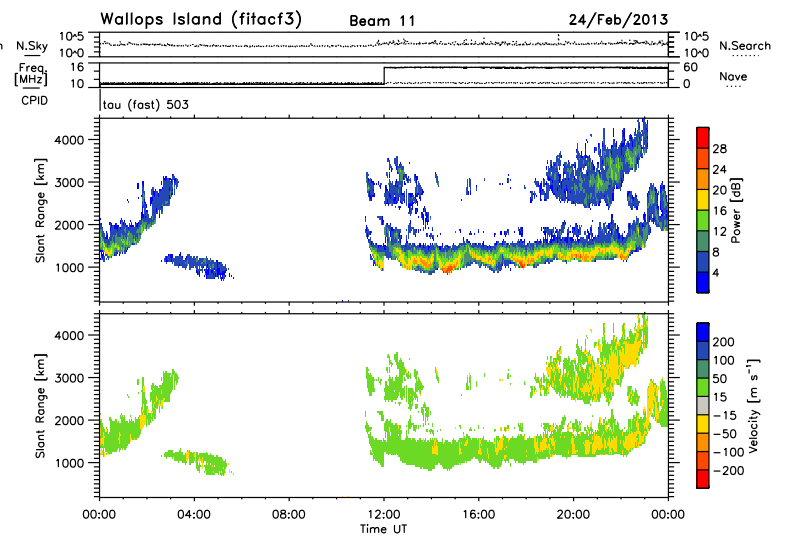 Wallops Island (fitacf3) Beam 11 24/Feb/2013
n N.Sky 10^5 10^5 N.Search
10^0 10^0
Freq. 16 60 Nave
[MHz] 10 0
CPID tau (fast) 503
Slant Range [km]
4000
3000
2000
1000
28
24
20
16
12
8
4
Power [dB]
Slant Range [km]
4000
3000
2000
1000
200
100
50
15
−15
−50
−100
−200
Velocity [m s⁻¹]
00:00 04:00 08:00 12:00 16:00 20:00 00:00
Time UT